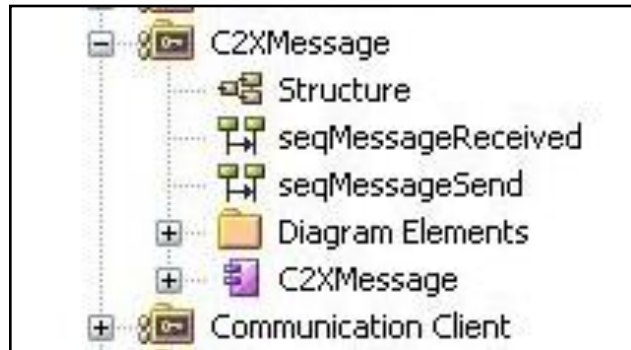 C2XMessage
Structure
seqMessageReceived
seqMessageSend
Diagram Elements
C2XMessage
Communication Client